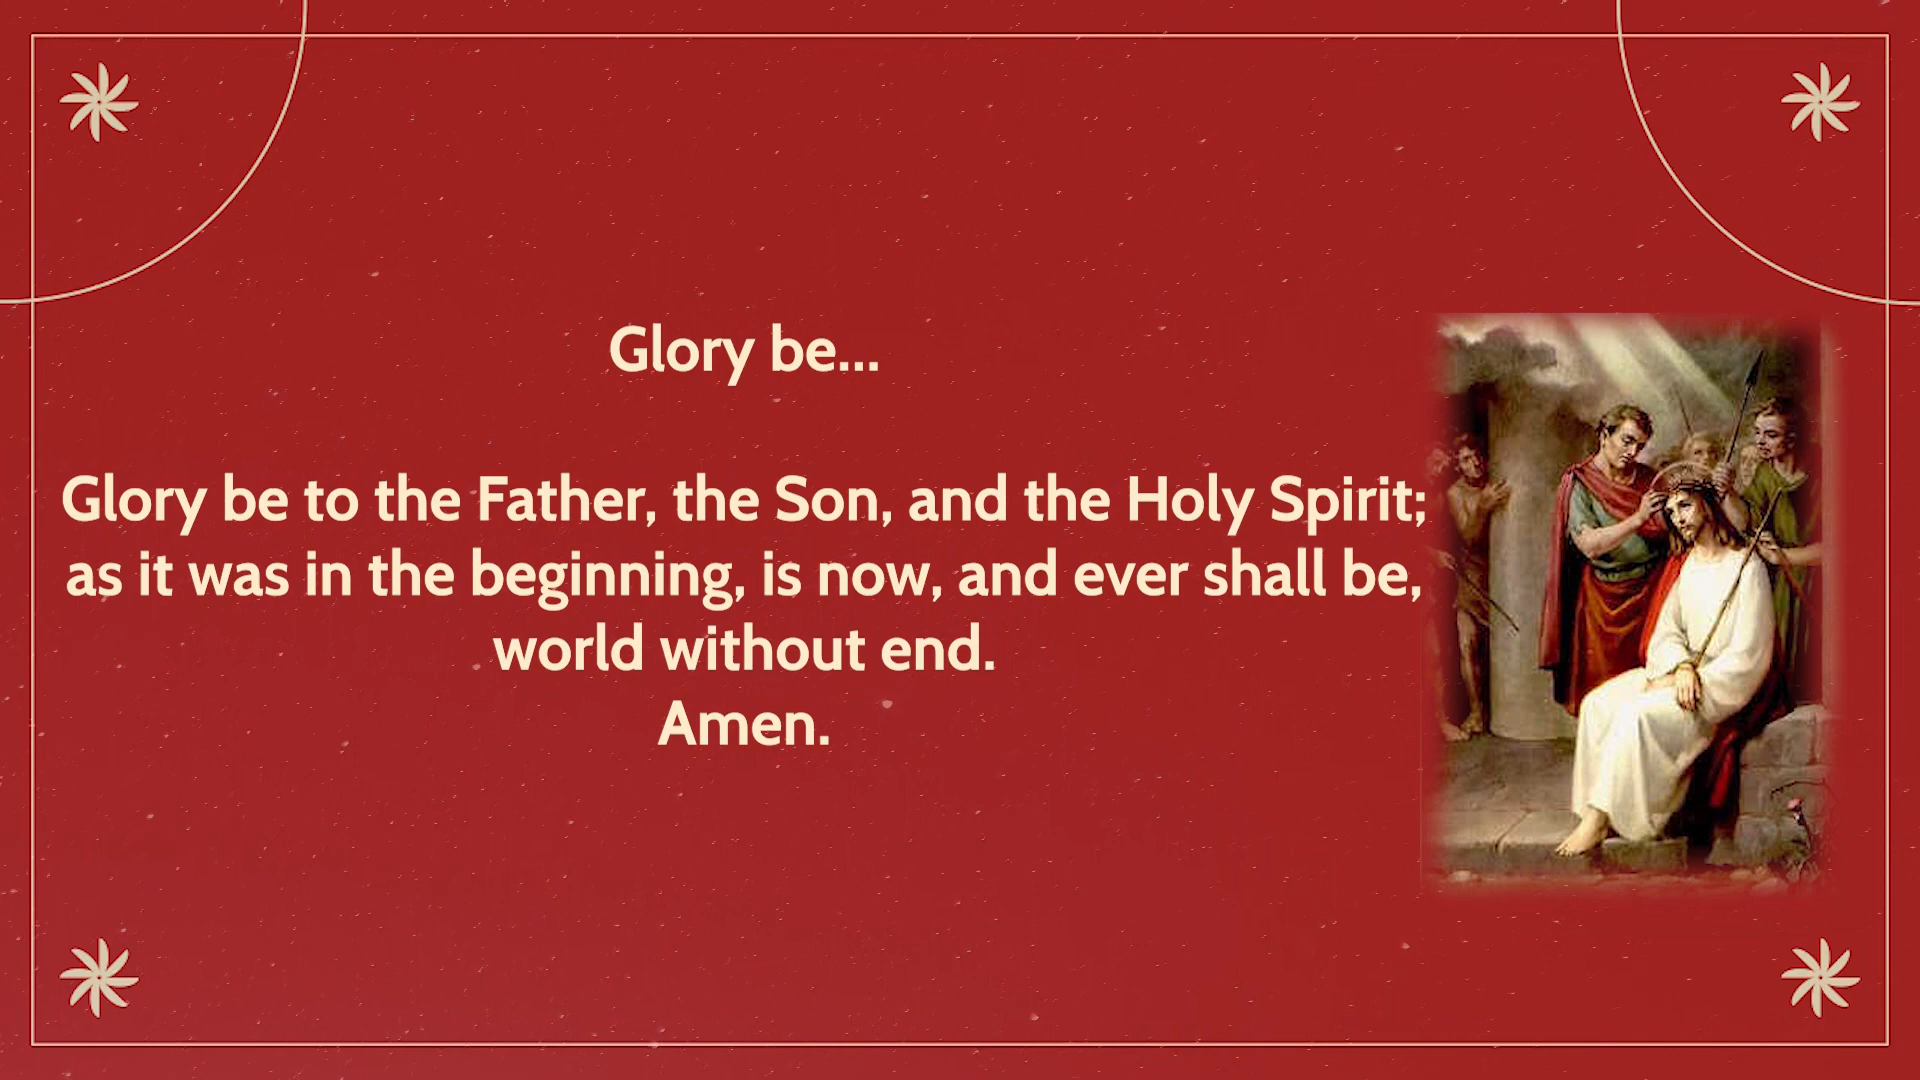 Glory be...
Glory be to the Father, the Son, and the Holy Spirit;
as it was in the beginning, is now, and ever shall be,
world without end.
Amen.